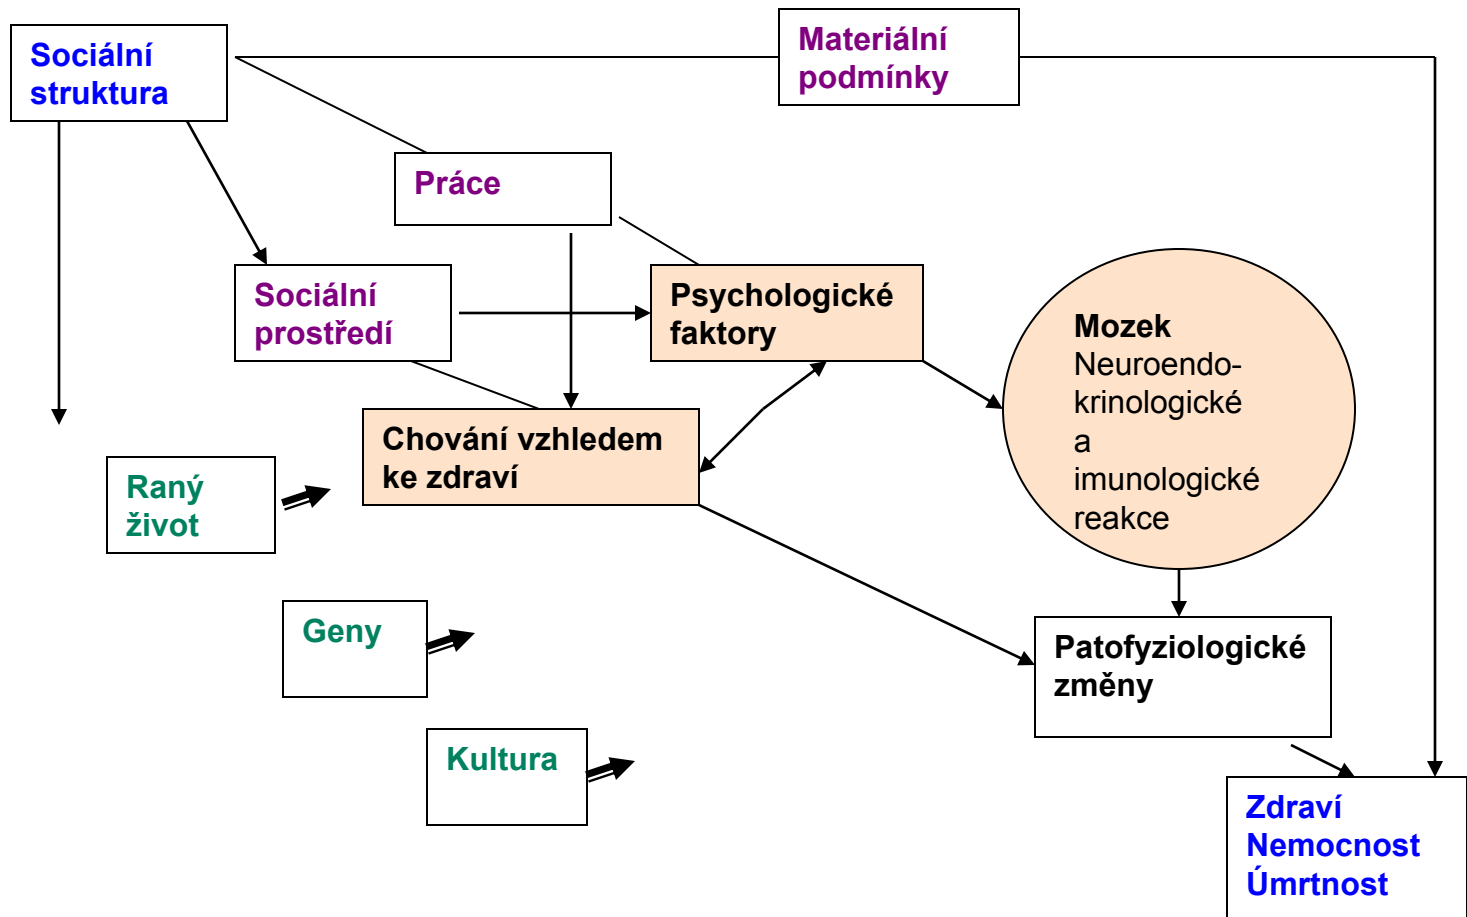 Sociální
struktura
Materiální
podmínky
Práce
Sociální
prostředí
Psychologické
faktory
Mozek
Neuroendo-
krinologické
a
imunologické
reakce
Chování vzhledem
ke zdraví
Raný
život
Geny
Patofyziologické
změny
Kultura
Zdraví
Nemocnost
Úmrtnost